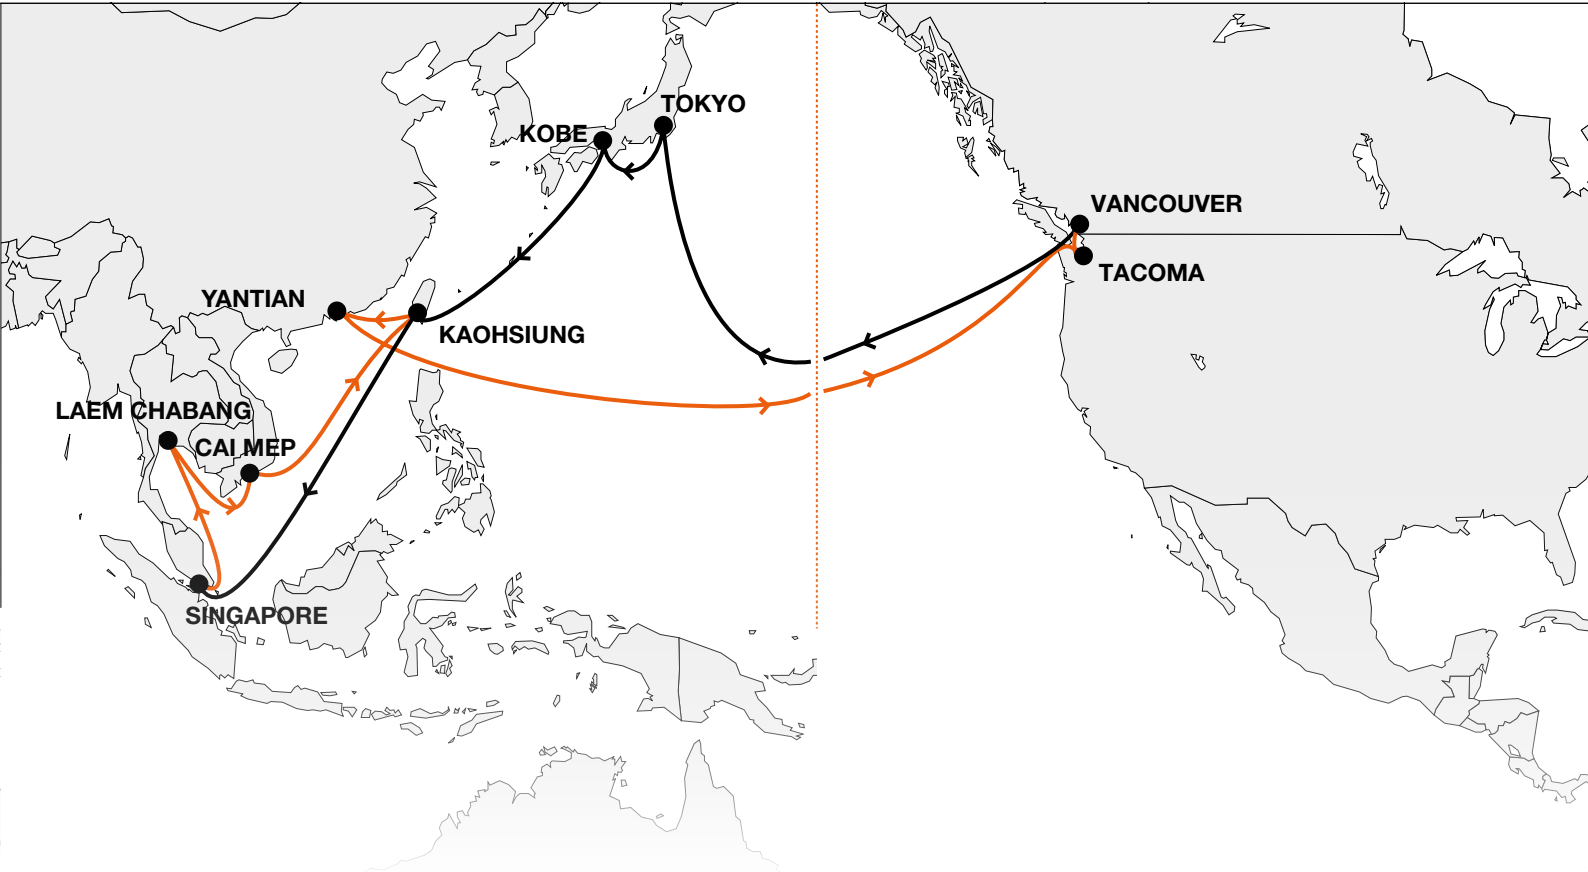 TOKYO
KOBE
VANCOUVER
TACOMA
YANTIAN
KAOHSIUNG
LAEM CHABANG
CAI MEP
SINGAPORE